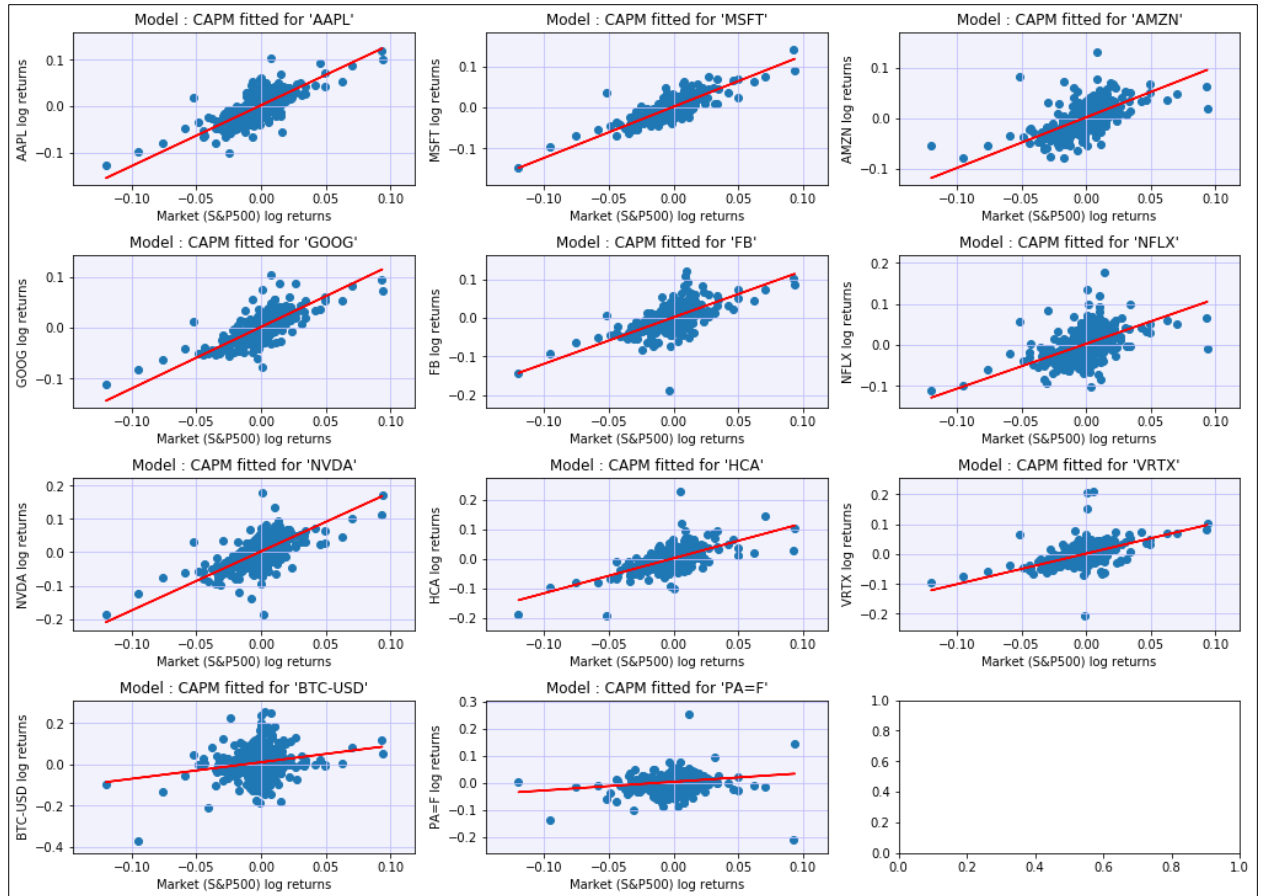 Model : CAPM fitted for 'AAPL'
0.1
0.0
−0.1
AAPL log returns
−0.10 −0.05 0.00 0.05 0.10
Market (S&P500) log returns
Model : CAPM fitted for 'MSFT'
0.1
0.0
−0.1
MSFT log returns
−0.10 −0.05 0.00 0.05 0.10
Market (S&P500) log returns
Model : CAPM fitted for 'AMZN'
0.1
0.0
−0.1
AMZN log returns
−0.10 −0.05 0.00 0.05 0.10
Market (S&P500) log returns
Model : CAPM fitted for 'GOOG'
0.1
0.0
−0.1
GOOG log returns
−0.10 −0.05 0.00 0.05 0.10
Market (S&P500) log returns
Model : CAPM fitted for 'FB'
0.1
0.0
−0.1
−0.2
FB log returns
−0.10 −0.05 0.00 0.05 0.10
Market (S&P500) log returns
Model : CAPM fitted for 'NFLX'
0.2
0.1
0.0
−0.1
NFLX log returns
−0.10 −0.05 0.00 0.05 0.10
Market (S&P500) log returns
Model : CAPM fitted for 'NVDA'
0.2
0.1
0.0
−0.1
−0.2
NVDA log returns
−0.10 −0.05 0.00 0.05 0.10
Market (S&P500) log returns
Model : CAPM fitted for 'HCA'
0.2
0.1
0.0
−0.1
−0.2
HCA log returns
−0.10 −0.05 0.00 0.05 0.10
Market (S&P500) log returns
Model : CAPM fitted for 'VRTX'
0.2
0.1
0.0
−0.1
−0.2
VRTX log returns
−0.10 −0.05 0.00 0.05 0.10
Market (S&P500) log returns
Model : CAPM fitted for 'BTC-USD'
0.2
0.0
−0.2
−0.4
BTC-USD log returns
−0.10 −0.05 0.00 0.05 0.10
Market (S&P500) log returns
Model : CAPM fitted for 'PA=F'
0.3
0.2
0.1
0.0
−0.1
−0.2
PA=F log returns
−0.10 −0.05 0.00 0.05 0.10
Market (S&P500) log returns
1.0
0.8
0.6
0.4
0.2
0.0
0.0 0.2 0.4 0.6 0.8 1.0